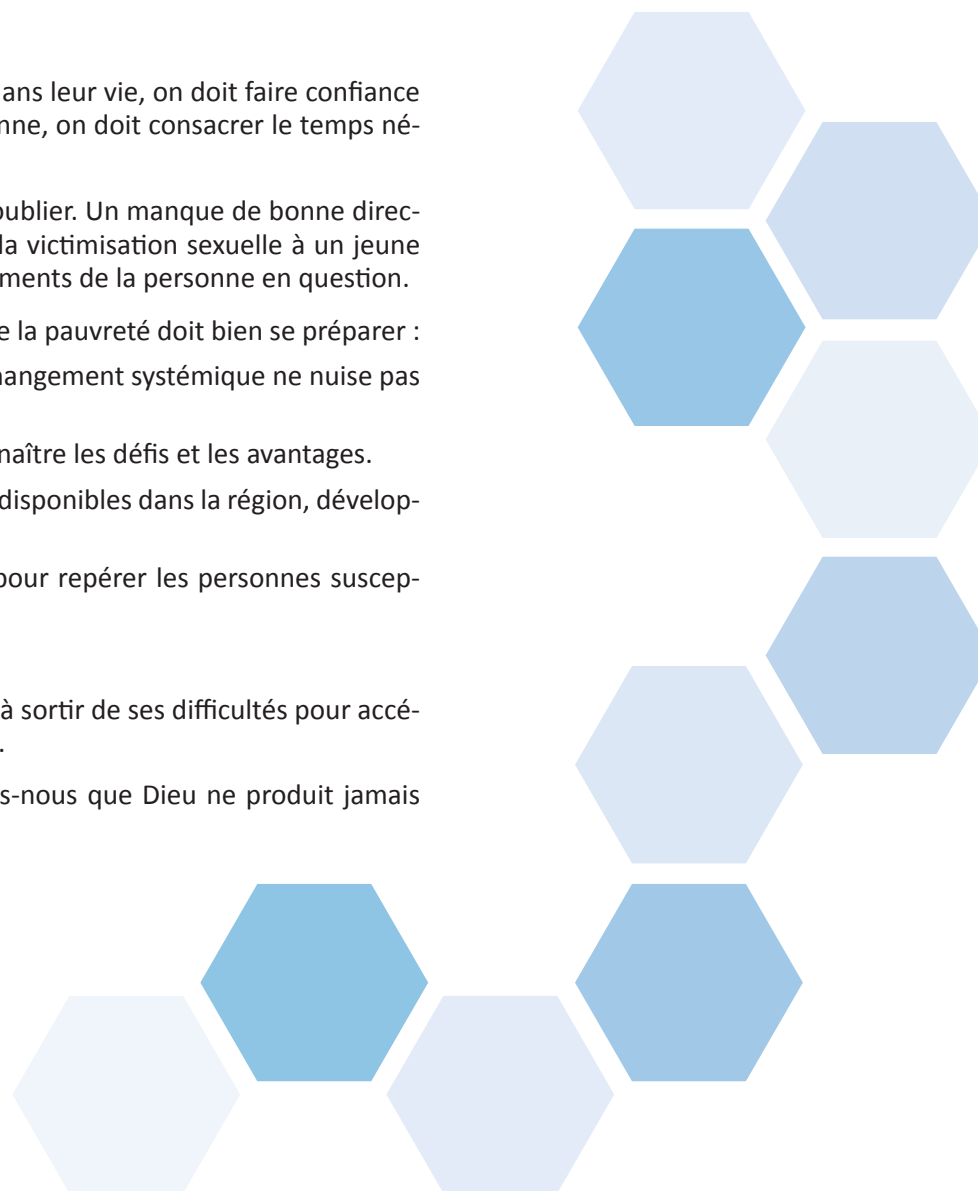 ans leur vie, on doit faire confiance
nne, on doit consacrer le temps né-
oublier. Un manque de bonne direc-
la victimisation sexuelle à un jeune
ments de la personne en question.
e la pauvreté doit bien se préparer :
hangement systémique ne nuise pas
naître les défis et les avantages.
disponibles dans la région, dévelop-
pour repérer les personnes suscep-
à sortir de ses difficultés pour accé-
.
s-nous que Dieu ne produit jamais